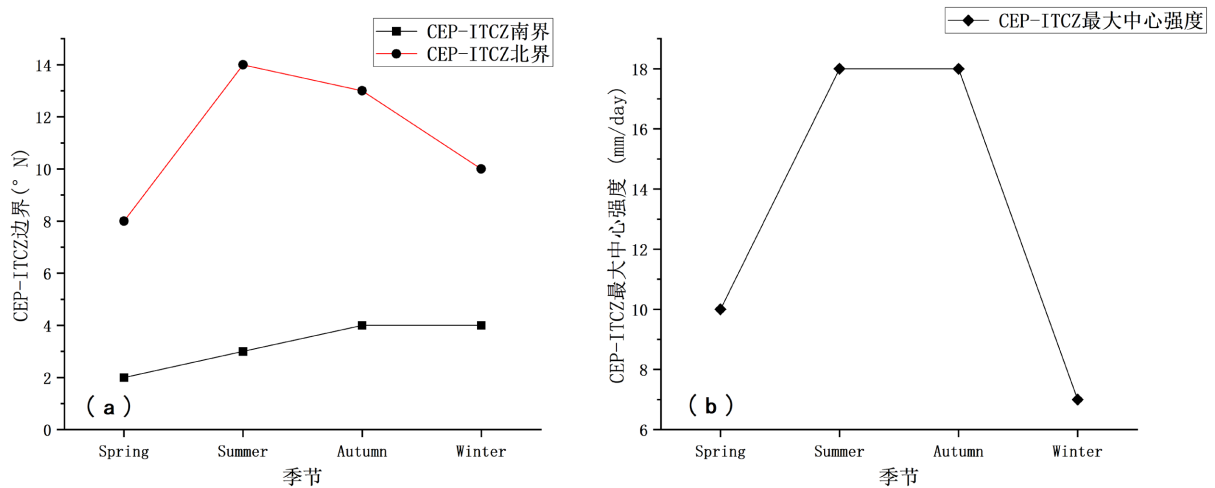 CEP-ITCZ南界
CEP-ITCZ北界
CEP-ITCZ边界(° N)
14
12
10
8
6
4
2
0
(a)
Spring
Summer
Autumn
Winter
季节
CEP-ITCZ最大中心强度
CEP-ITCZ最大中心强度 (mm/day)
18
16
14
12
10
8
6
(b)
Spring
Summer
Autumn
Winter
季节